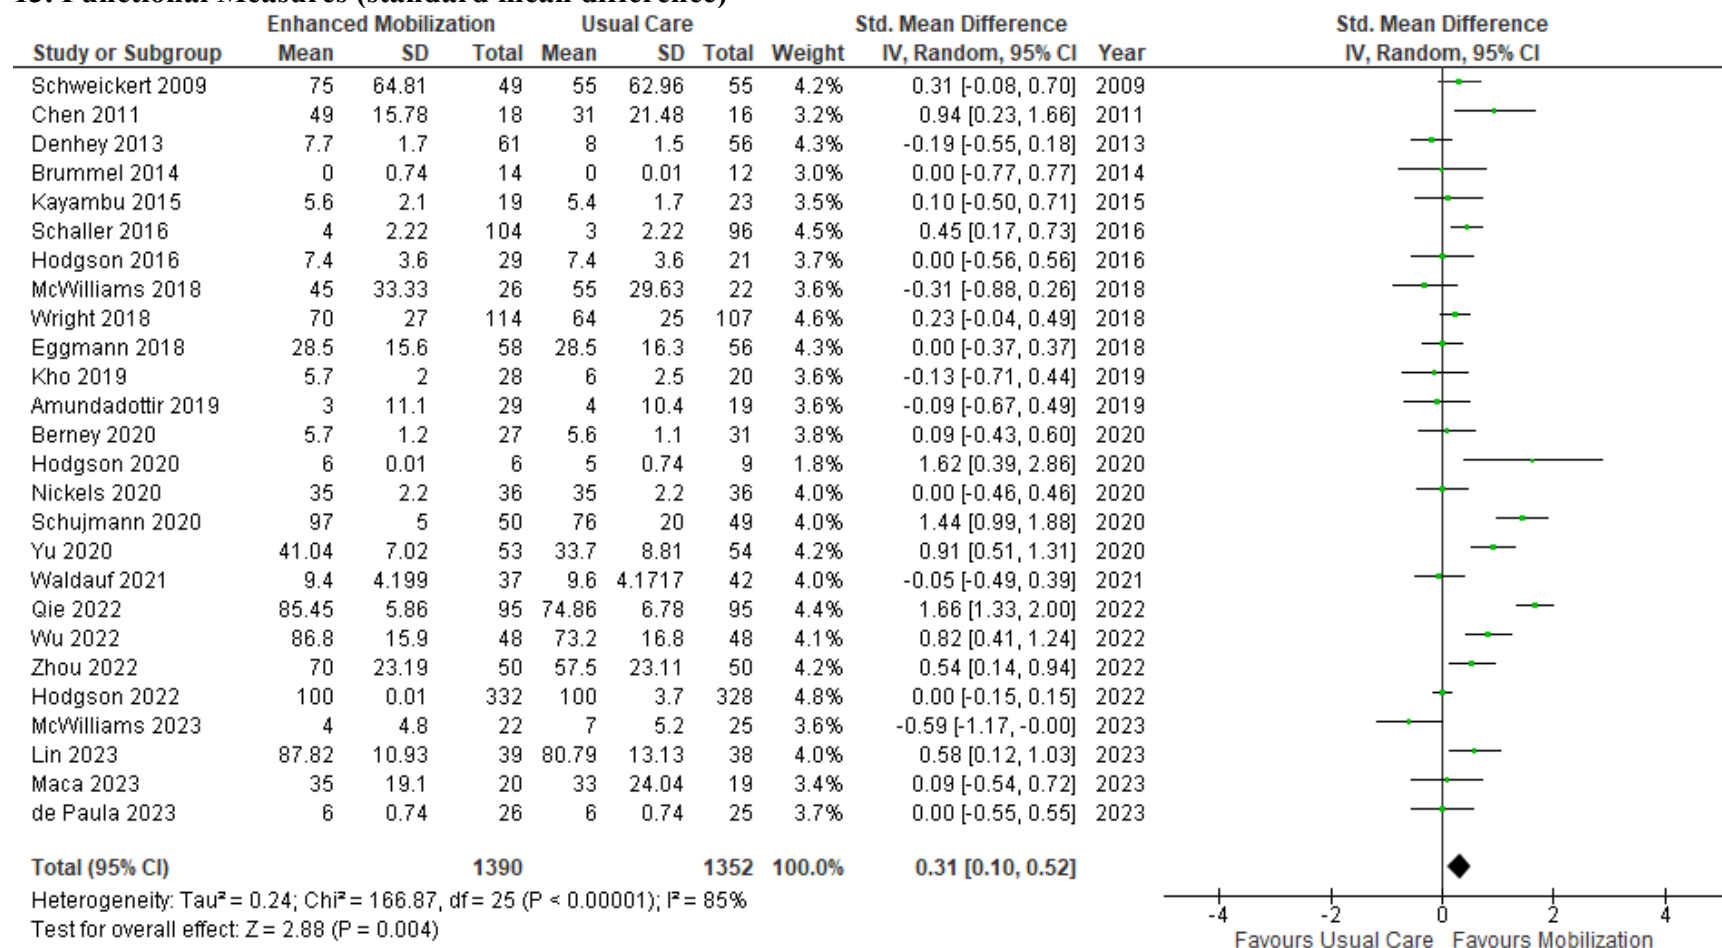 Enhanced Mobilization Usual Care Std. Mean Difference Std. Mean Difference
Study or Subgroup Mean SD Total Mean SD Total Weight IV, Random, 95% CI Year IV, Random, 95% CI
Schweickert 2009 75 64.81 49 55 62.96 55 4.2% 0.31 [-0.08, 0.70] 2009
Chen 2011 49 15.78 18 31 21.48 16 3.2% 0.94 [0.23, 1.66] 2011
Denhey 2013 7.7 1.7 61 8 1.5 56 4.3% -0.19 [-0.55, 0.18] 2013
Brummel 2014 0 0.74 14 0 0.01 12 3.0% 0.00 [-0.77, 0.77] 2014
Kayambu 2015 5.6 2.1 19 5.4 1.7 23 3.5% 0.10 [-0.50, 0.71] 2015
Schaller 2016 4 2.22 104 3 2.22 96 4.5% 0.45 [0.17, 0.73] 2016
Hodgson 2016 7.4 3.6 29 7.4 3.6 21 3.7% 0.00 [-0.56, 0.56] 2016
McWilliams 2018 45 33.33 26 55 29.63 22 3.6% -0.31 [-0.88, 0.26] 2018
Wright 2018 70 27 114 64 25 107 4.6% 0.23 [-0.04, 0.49] 2018
Eggmann 2018 28.5 15.6 58 28.5 16.3 56 4.3% 0.00 [-0.37, 0.37] 2018
Kho 2019 5.7 2 28 6 2.5 20 3.6% -0.13 [-0.71, 0.44] 2019
Amundadottir 2019 3 11.1 29 4 10.4 19 3.6% -0.09 [-0.67, 0.49] 2019
Berney 2020 5.7 1.2 27 5.6 1.1 31 3.8% 0.09 [-0.43, 0.60] 2020
Hodgson 2020 6 0.01 6 5 0.74 9 1.8% 1.62 [0.39, 2.86] 2020
Nickels 2020 35 2.2 36 35 2.2 36 4.0% 0.00 [-0.46, 0.46] 2020
Schujmann 2020 97 5 50 76 20 49 4.0% 1.44 [0.99, 1.88] 2020
Yu 2020 41.04 7.02 53 33.7 8.81 54 4.2% 0.91 [0.51, 1.31] 2020
Waldauf 2021 9.4 4.199 37 9.6 4.1717 42 4.0% -0.05 [-0.49, 0.39] 2021
Qie 2022 85.45 5.86 95 74.86 6.78 95 4.4% 1.66 [1.33, 2.00] 2022
Wu 2022 86.8 15.9 48 73.2 16.8 48 4.1% 0.82 [0.41, 1.24] 2022
Zhou 2022 70 23.19 50 57.5 23.11 50 4.2% 0.54 [0.14, 0.94] 2022
Hodgson 2022 100 0.01 332 100 3.7 328 4.8% 0.00 [-0.15, 0.15] 2022
McWilliams 2023 4 4.8 22 7 5.2 25 3.6% -0.59 [-1.17, -0.00] 2023
Lin 2023 87.82 10.93 39 80.79 13.13 38 4.0% 0.58 [0.12, 1.03] 2023
Maca 2023 35 19.1 20 33 24.04 19 3.4% 0.09 [-0.54, 0.72] 2023
de Paula 2023 6 0.74 26 6 0.74 25 3.7% 0.00 [-0.55, 0.55] 2023
Total (95% CI) 1390 1352 100.0% 0.31 [0.10, 0.52]
Heterogeneity: Tau² = 0.24; Chi² = 166.87, df = 25 (P < 0.00001); I² = 85%
Test for overall effect: Z = 2.88 (P = 0.004)
-4 -2 0 2 4
Favours Usual Care Favours Mobilization